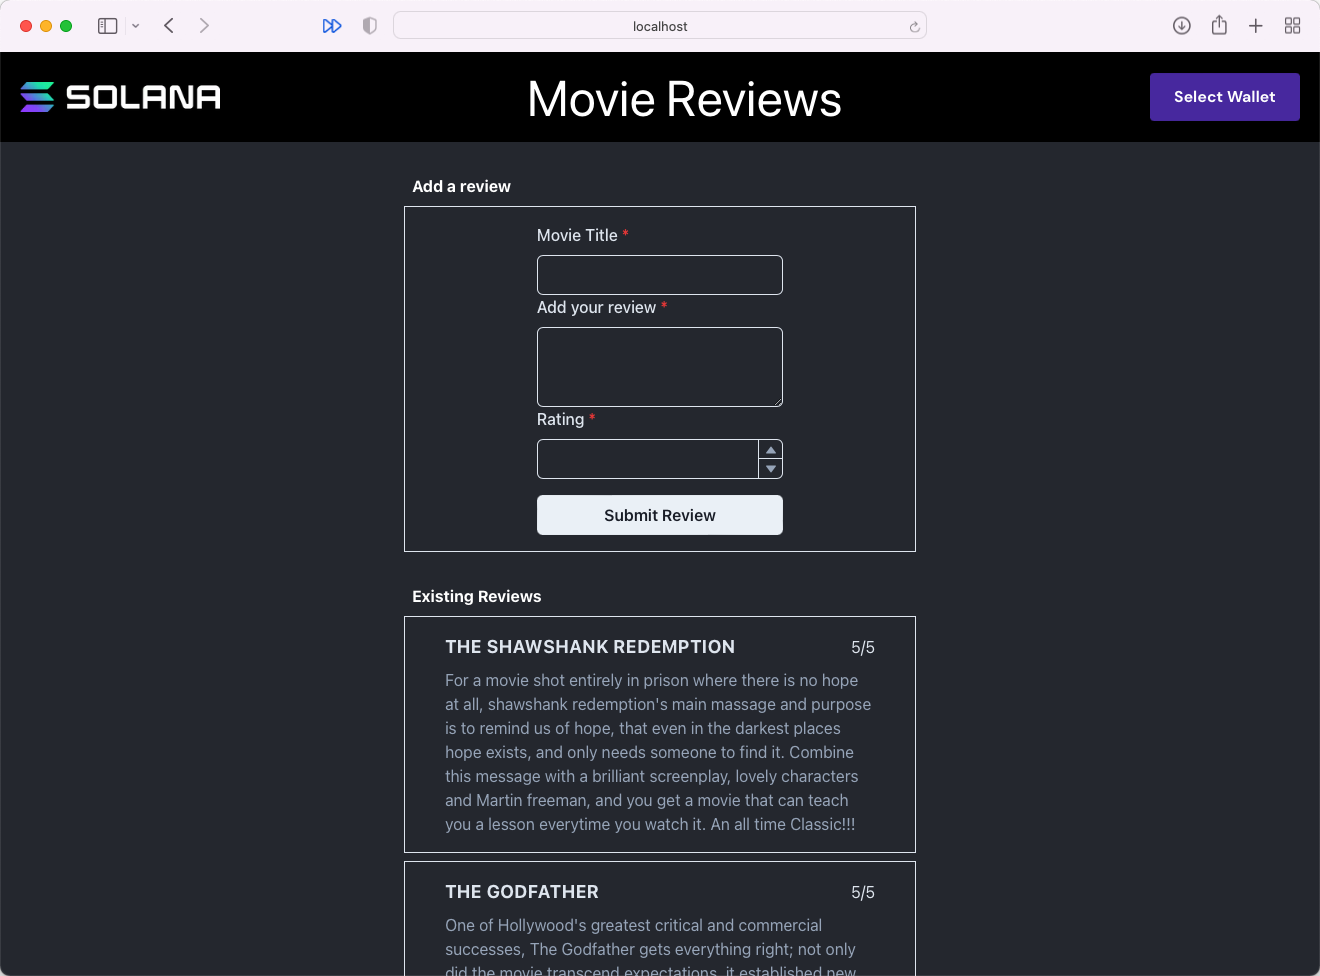 localhost
SOLANA
Movie Reviews
Select Wallet
Add a review
Movie Title *
Add your review *
Rating *
Submit Review
Existing Reviews
THE SHAWSHANK REDEMPTION
5/5
For a movie shot entirely in prison where there is no hope
at all, shawshank redemption's main massage and purpose
is to remind us of hope, that even in the darkest places
hope exists, and only needs someone to find it. Combine
this message with a brilliant screenplay, lovely characters
and Martin freeman, and you get a movie that can teach
you a lesson everytime you watch it. An all time Classic!!!
THE GODFATHER
5/5
One of Hollywood's greatest critical and commercial
successes, The Godfather gets everything right; not only
did the movie transcend expectations, it established new